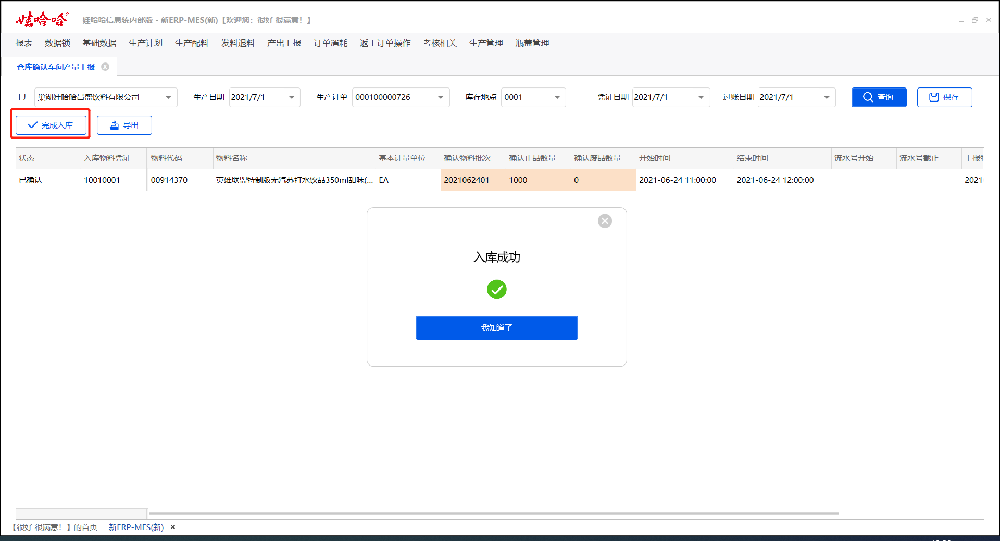 娃哈哈®
娃哈哈信息统内部版 - 新ERP-MES(新)【欢迎您：很好 很满意！】
报表 数据锁 基础数据 生产计划 生产配料 发料退料 产出上报 订单消耗 返工订单操作 考核相关 生产管理 瓶盖管理
仓库确认车间产量上报
工厂 巢湖娃哈哈昌盛饮料有限公司 生产日期 2021/7/1 生产订单 000100000726 库存地点 0001 凭证日期 2021/7/1 过账日期 2021/7/1 查询 保存
完成入库 导出
状态 入库物料凭证 物料代码 物料名称 基本计量单位 确认物料批次 确认正品数量 确认废品数量 开始时间 结束时间 流水号开始 流水号截止 上报
已确认 10010001 00914370 英雄联盟特制版无汽苏打水饮品350ml甜味(... EA 2021062401 1000 0 2021-06-24 11:00:00 2021-06-24 12:00:00 2021
入库成功
我知道了
【很好 很满意！】的首页 新ERP-MES(新) ×